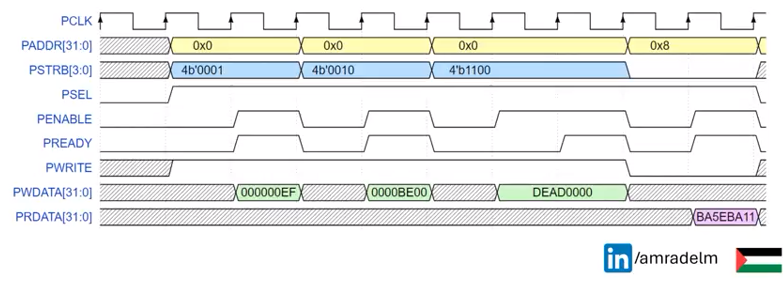 PCLK
PADDR[31:0] 0x0 0x0 0x0 0x8
PSTRB[3:0] 4b'0001 4b'0010 4'b1100
PSEL
PENABLE
PREADY
PWRITE
PWDATA[31:0] 000000EF 0000BE00 DEAD0000
PRDATA[31:0] BA5EBA11
in /amradelm